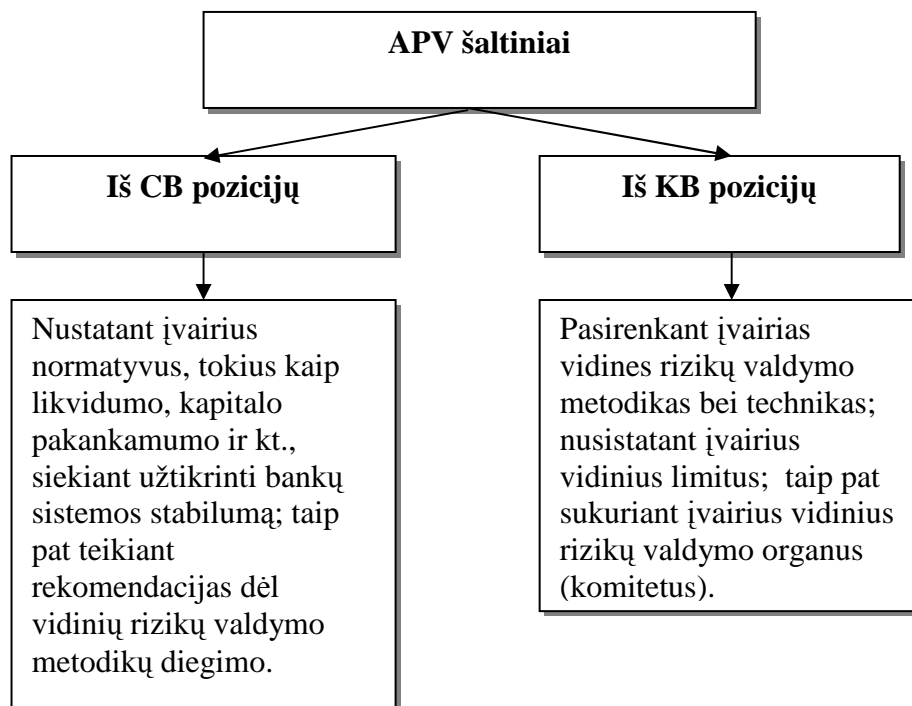 APV šaltiniai
Iš CB pozicijų
Iš KB pozicijų
Nustatant įvairius
normatyvus, tokius kaip
likvidumo, kapitalo
pakankamumo ir kt.,
siekiant užtikrinti bankų
sistemos stabilumą; taip
pat teikiant
rekomendacijas dėl
vidinių rizikų valdymo
metodikų diegimo.
Pasirenkant įvairias
vidines rizikų valdymo
metodikas bei technikas;
nusistatant įvairius
vidinius limitus;  taip pat
sukuriant įvairius vidinius
rizikų valdymo organus
(komitetus).